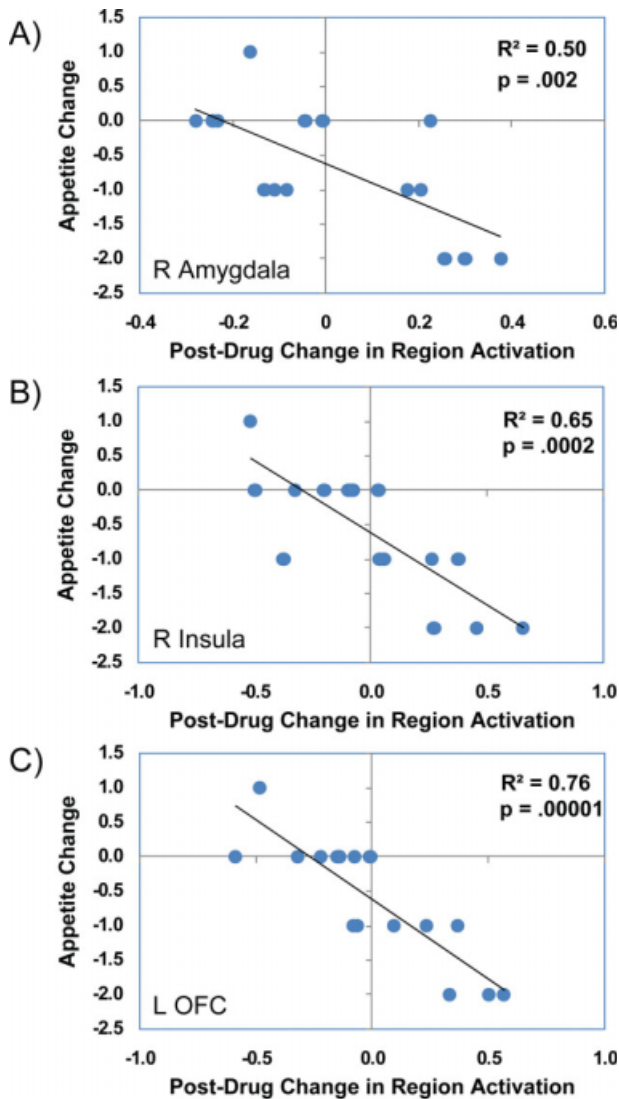 A)
1.5
1.0
0.5
0.0
-0.5
-1.0
-1.5
-2.0
-2.5
Appetite Change
R² = 0.50
p = .002
R Amygdala
-0.4 -0.2 0 0.2 0.4 0.6
Post-Drug Change in Region Activation
B)
1.5
1.0
0.5
0.0
-0.5
-1.0
-1.5
-2.0
-2.5
Appetite Change
R² = 0.65
p = .0002
R Insula
-1.0 -0.5 0.0 0.5 1.0
Post-Drug Change in Region Activation
C)
1.5
1.0
0.5
0.0
-0.5
-1.0
-1.5
-2.0
-2.5
Appetite Change
R² = 0.76
p = .00001
L OFC
-1.0 -0.5 0.0 0.5 1.0
Post-Drug Change in Region Activation